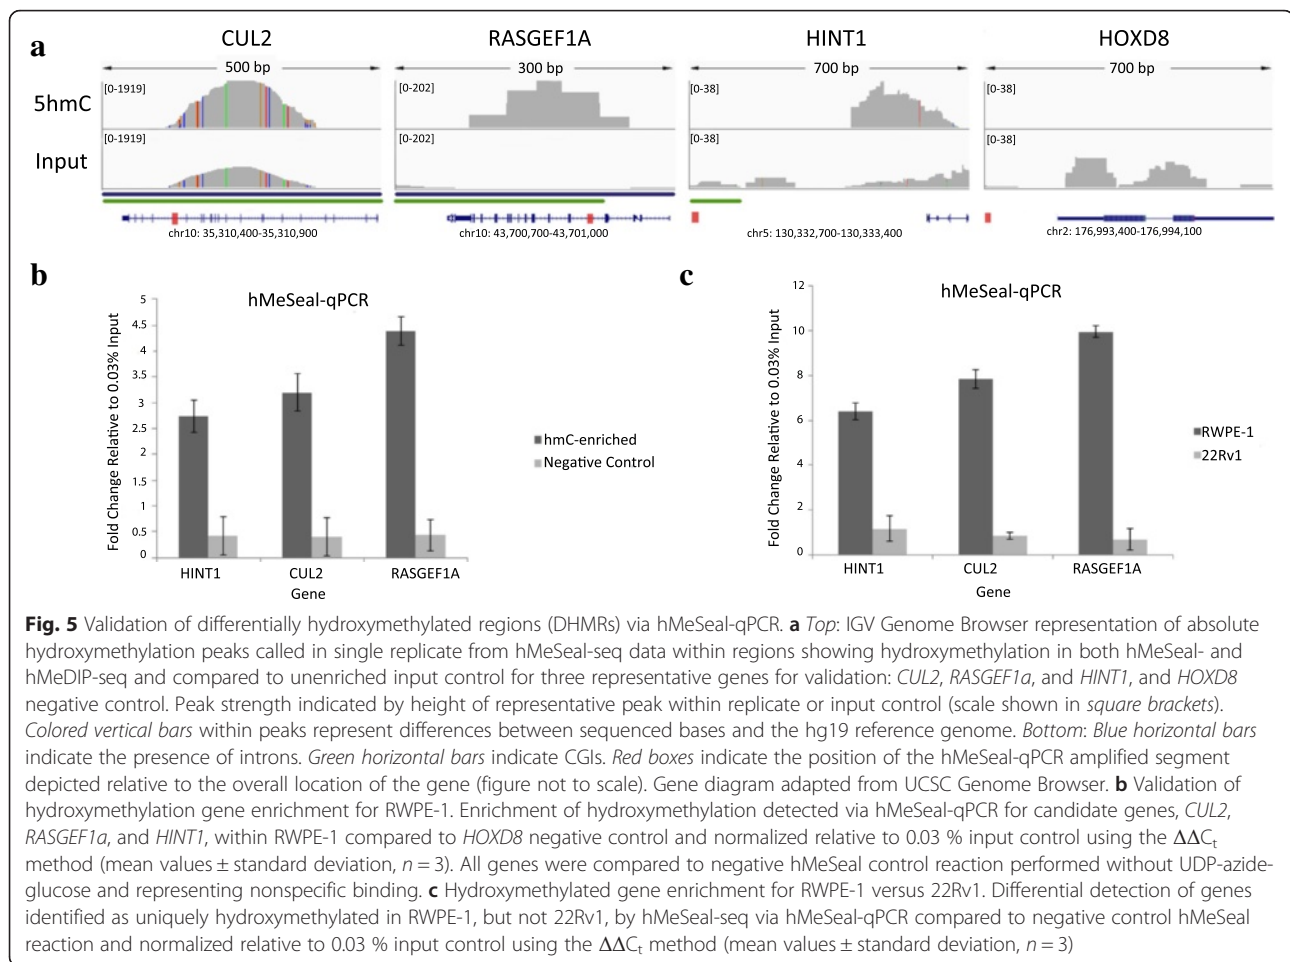 a
CUL2
RASGEF1A
HINT1
HOXD8
500 bp
300 bp
700 bp
700 bp
5hmC
[0-1919]
[0-202]
[0-38]
[0-38]
Input
[0-1919]
[0-202]
[0-38]
[0-38]
chr10: 35,310,400-35,310,900
chr10: 43,700,700-43,701,000
chr5: 130,332,700-130,333,400
chr2: 176,993,400-176,994,100
b
hMeSeal-qPCR
Fold Change Relative to 0.03% Input
5
4.5
4
3.5
3
2.5
2
1.5
1
0.5
0
HINT1
CUL2
RASGEF1A
Gene
hmC-enriched
Negative Control
c
hMeSeal-qPCR
Fold Change Relative to 0.03% Input
12
10
8
6
4
2
0
HINT1
CUL2
RASGEF1A
Gene
RWPE-1
22Rv1
Fig. 5 Validation of differentially hydroxymethylated regions (DHMRs) via hMeSeal-qPCR. a Top: IGV Genome Browser representation of absolute
hydroxymethylation peaks called in single replicate from hMeSeal-seq data within regions showing hydroxymethylation in both hMeSeal- and
hMeDIP-seq and compared to unenriched input control for three representative genes for validation: CUL2, RASGEF1a, and HINT1, and HOXD8
negative control. Peak strength indicated by height of representative peak within replicate or input control (scale shown in square brackets).
Colored vertical bars within peaks represent differences between sequenced bases and the hg19 reference genome. Bottom: Blue horizontal bars
indicate the presence of introns. Green horizontal bars indicate CGIs. Red boxes indicate the position of the hMeSeal-qPCR amplified segment
depicted relative to the overall location of the gene (figure not to scale). Gene diagram adapted from UCSC Genome Browser. b Validation of
hydroxymethylation gene enrichment for RWPE-1. Enrichment of hydroxymethylation detected via hMeSeal-qPCR for candidate genes, CUL2,
RASGEF1a, and HINT1, within RWPE-1 compared to HOXD8 negative control and normalized relative to 0.03 % input control using the ΔΔCt
method (mean values ± standard deviation, n = 3). All genes were compared to negative hMeSeal control reaction performed without UDP-azide-
glucose and representing nonspecific binding. c Hydroxymethylated gene enrichment for RWPE-1 versus 22Rv1. Differential detection of genes
identified as uniquely hydroxymethylated in RWPE-1, but not 22Rv1, by hMeSeal-seq via hMeSeal-qPCR compared to negative control hMeSeal
reaction and normalized relative to 0.03 % input control using the ΔΔCt method (mean values ± standard deviation, n = 3)